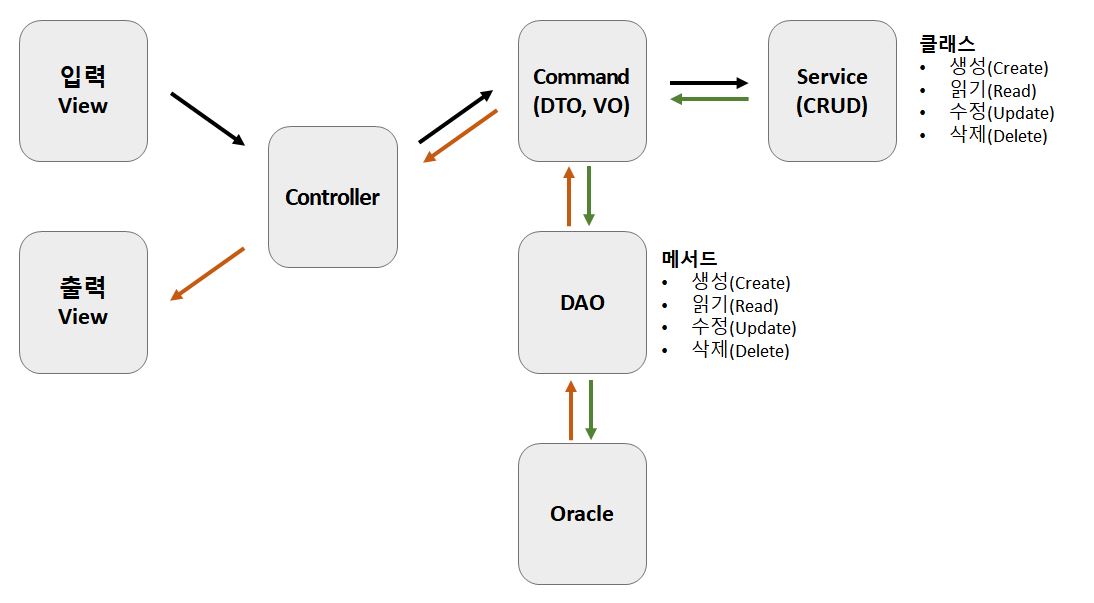 입력
View
출력
View
Controller
Command
(DTO, VO)
Service
(CRUD)
클래스
• 생성(Create)
• 읽기(Read)
• 수정(Update)
• 삭제(Delete)
DAO
메서드
• 생성(Create)
• 읽기(Read)
• 수정(Update)
• 삭제(Delete)
Oracle